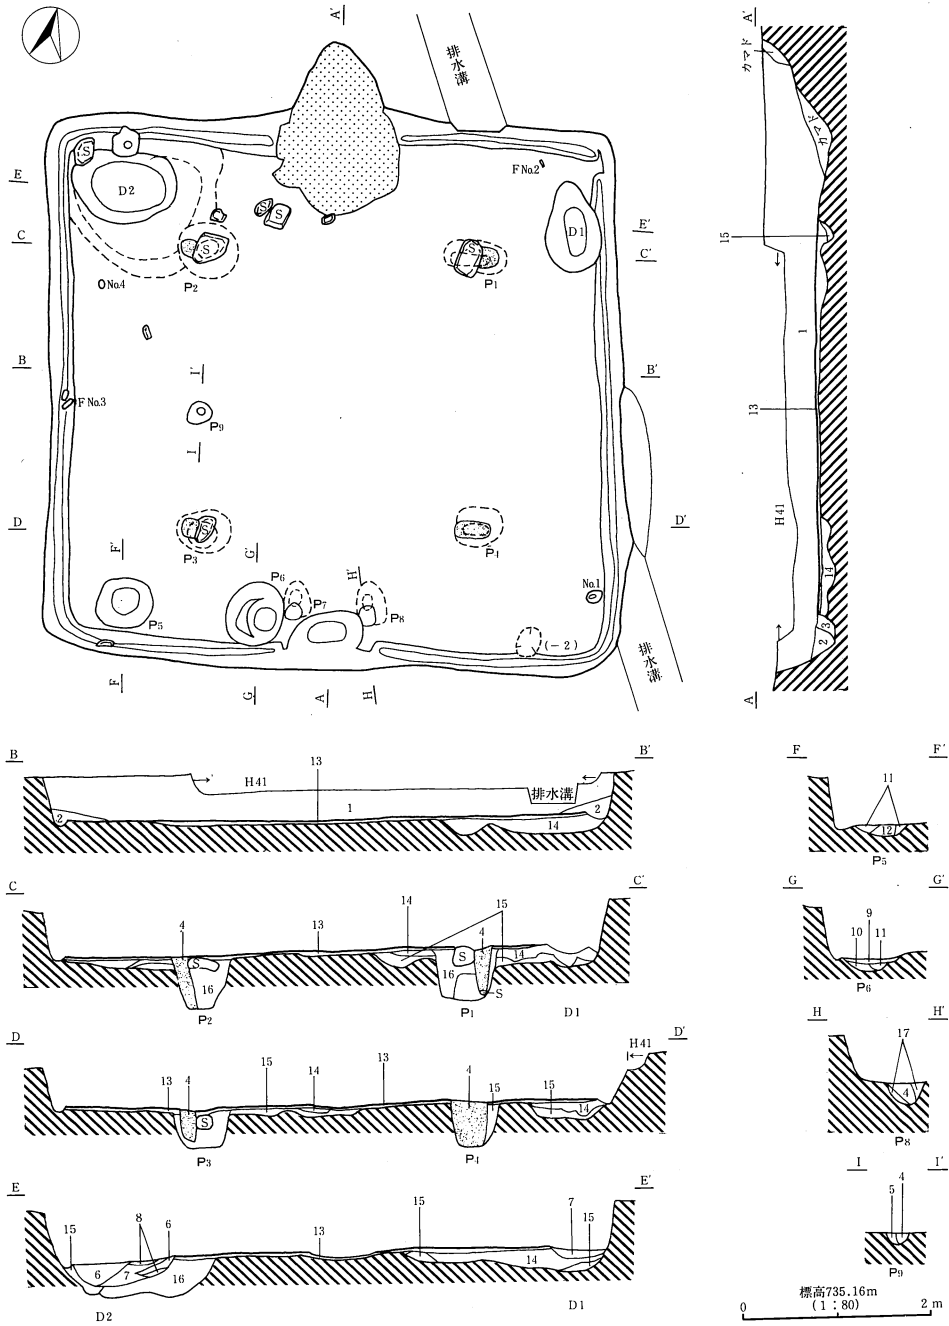 A′
排水溝
E
C
B
D
D2
S
S
S
F No.2
D1
E′
C′
S
P2
No.4
S
P1
F No.3
I′
P9
I
B′
D′
S
P3
P4
F′
G′
H′
P6
P7
P8
P5
No.1
(-2)
F
G
A
H
排水溝
A′
カマド
カマド
15
1
13
H41
14
3
2
A
B
B′
13
H41
1
排水溝
2
2
14
C
C′
4
13
14
15
4
S
16
S
16
14
S
P2
P1
D1
D
D′
H41
13
4
15
14
13
4
15
15
14
S
P3
P4
E
E′
15
8
6
13
15
7
15
6
7
16
14
D2
D1
F
F′
11
12
P5
G
G′
10
9
11
P6
H
H′
17
4
P8
I
I′
5
4
P9
標高735.16m
(1:80)
0
2 m